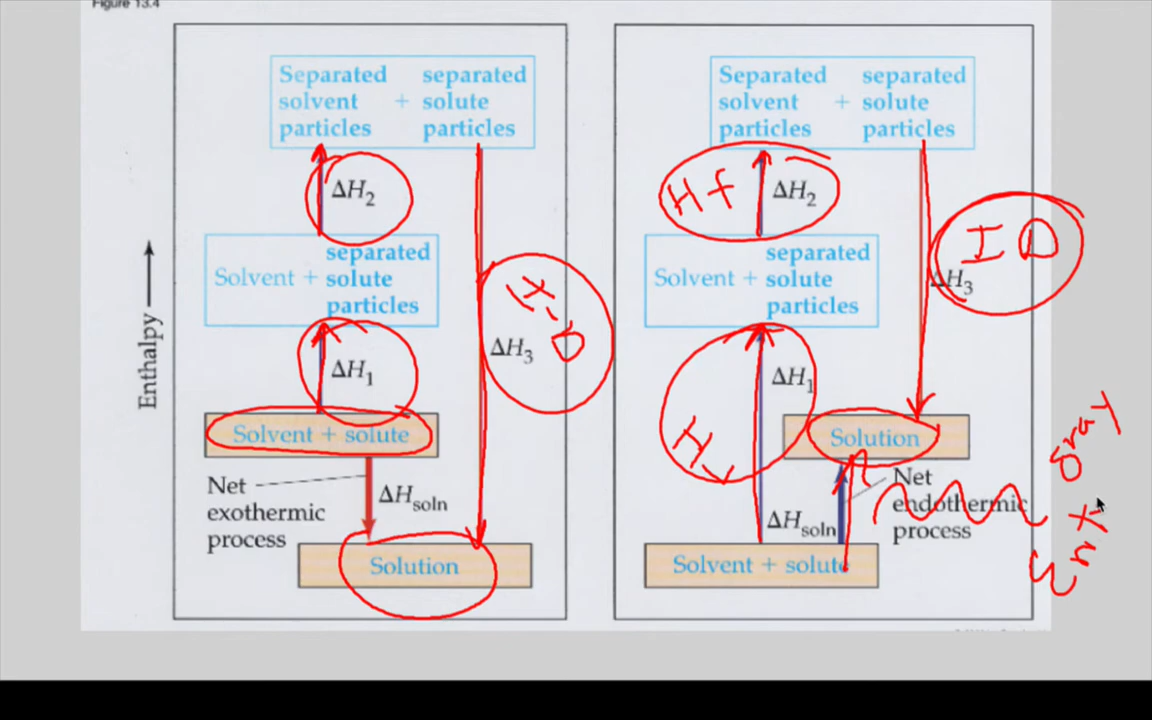 Figure 13.4
Separated separated
solvent + solute
particles particles
ΔH2
separated
Solvent + solute
particles
ΔH3
ΔH1
Enthalpy
Solvent + solute
Net
exothermic
process
ΔHsoln
Solution
Separated separated
solvent + solute
particles particles
Hf
ΔH2
separated
Solvent + solute
particles
ID
ΔH3
ΔH1
Hv
Solution
Net
endothermic
process
ΔHsoln
Solvent + solute